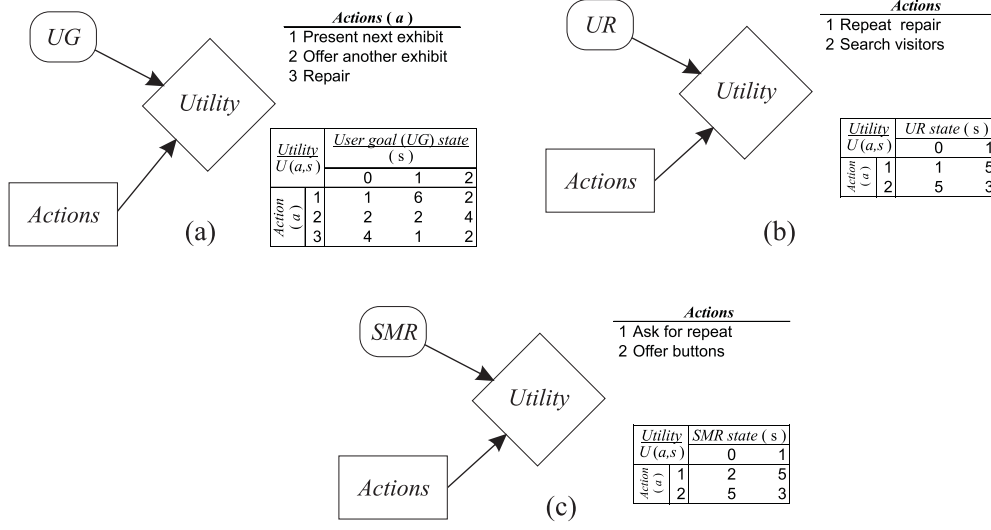 Actions (a)
1 Present next exhibit
2 Offer another exhibit
3 Repair
UG
Utility
Actions
Utility
U(a,s)
User goal (UG) state
(s)
0 1 2
Action
(a)
1 1 6 2
2 2 2 4
3 4 1 2
(a)
Actions
1 Repeat repair
2 Search visitors
UR
Utility
Actions
Utility
U(a,s)
UR state (s)
0 1
Action
(a)
1 1 5
2 5 3
(b)
Actions
1 Ask for repeat
2 Offer buttons
SMR
Utility
Actions
Utility
U(a,s)
SMR state (s)
0 1
Action
(a)
1 2 5
2 5 3
(c)